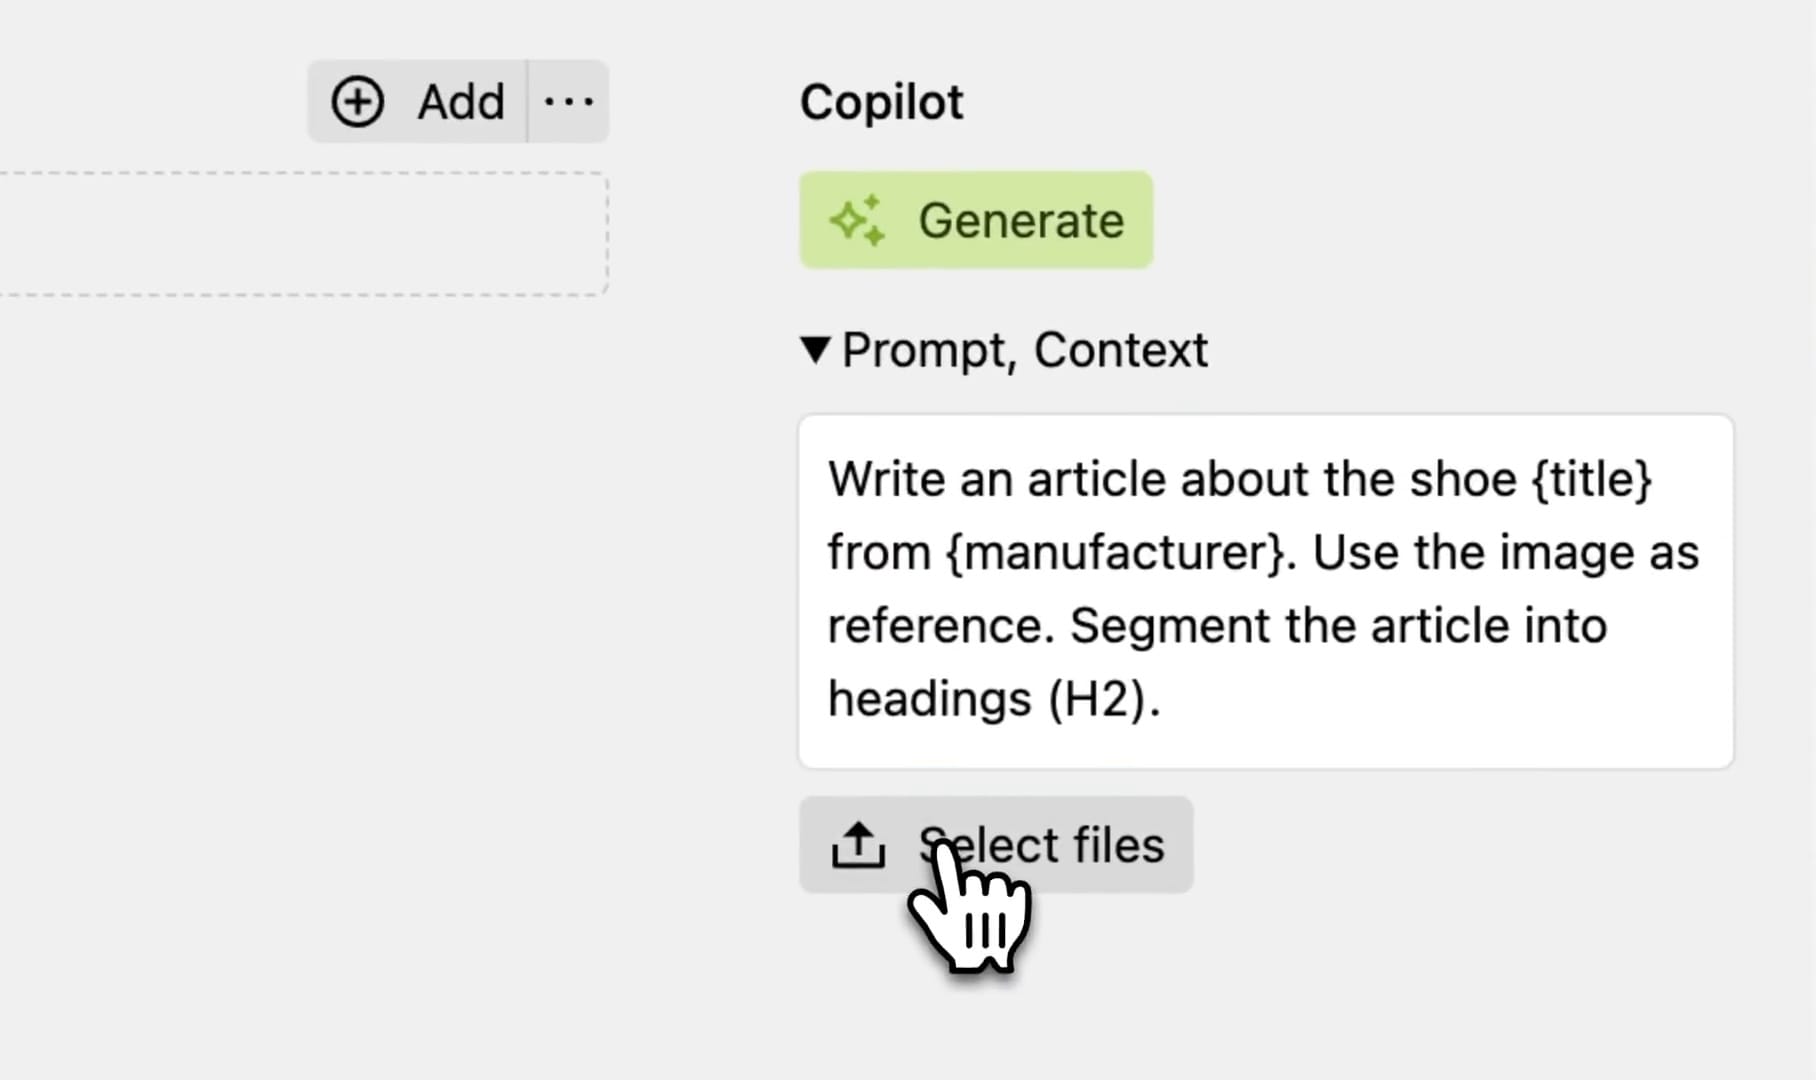 Add
Copilot
Generate
Prompt, Context
Write an article about the shoe {title}
from {manufacturer}. Use the image as
reference. Segment the article into
headings (H2).
Select files